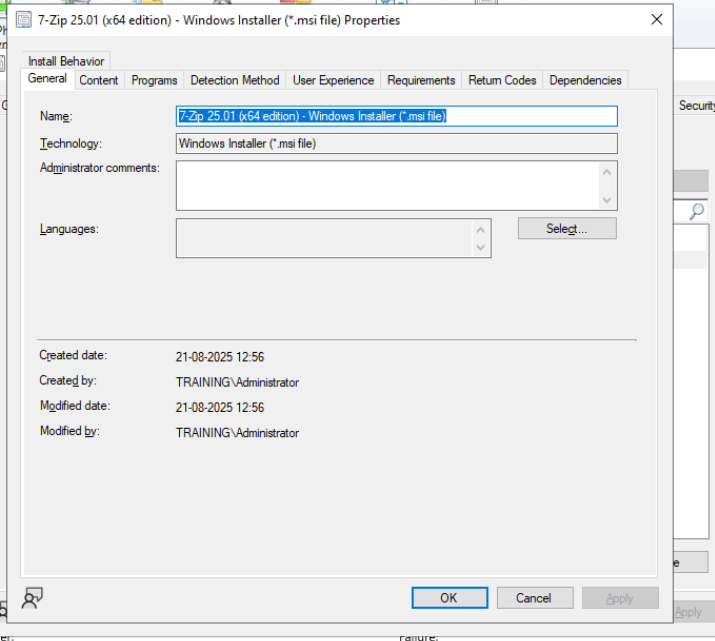 7-Zip 25.01 (x64 edition) - Windows Installer (*.msi file) Properties
Install Behavior
General Content Programs Detection Method User Experience Requirements Return Codes Dependencies
Security
Name: 7-Zip 25.01 (x64 edition) - Windows Installer (*.msi file)
Technology: Windows Installer (*.msi file)
Administrator comments:
Languages: Select...
Created date: 21-08-2025 12:56
Created by: TRAINING\Administrator
Modified date: 21-08-2025 12:56
Modified by: TRAINING\Administrator
OK Cancel Apply
Apply
Failure: